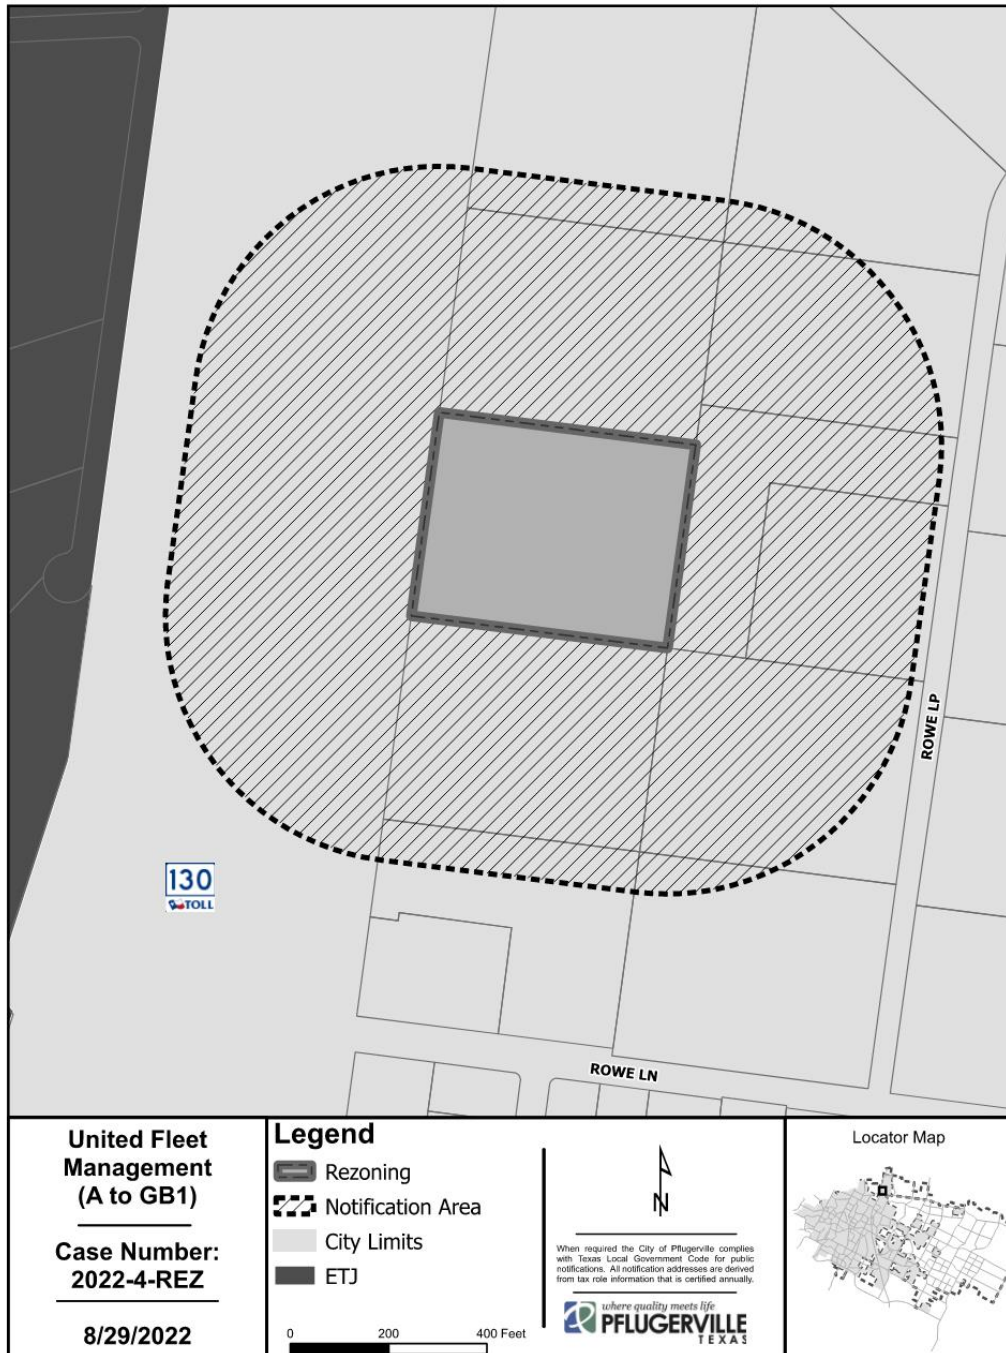 ROWE LP
130
TOLL
ROWE LN
United Fleet
Management
(A to GB1)
Case Number:
2022-4-REZ
8/29/2022
Legend
Rezoning
Notification Area
City Limits
ETJ
0 200 400 Feet
N
When required the City of Pflugerville complies
with Texas Local Government Code for public
notifications. All notification addresses are derived
from tax role information that is certified annually.
where quality meets life
PFLUGERVILLE
TEXAS
Locator Map